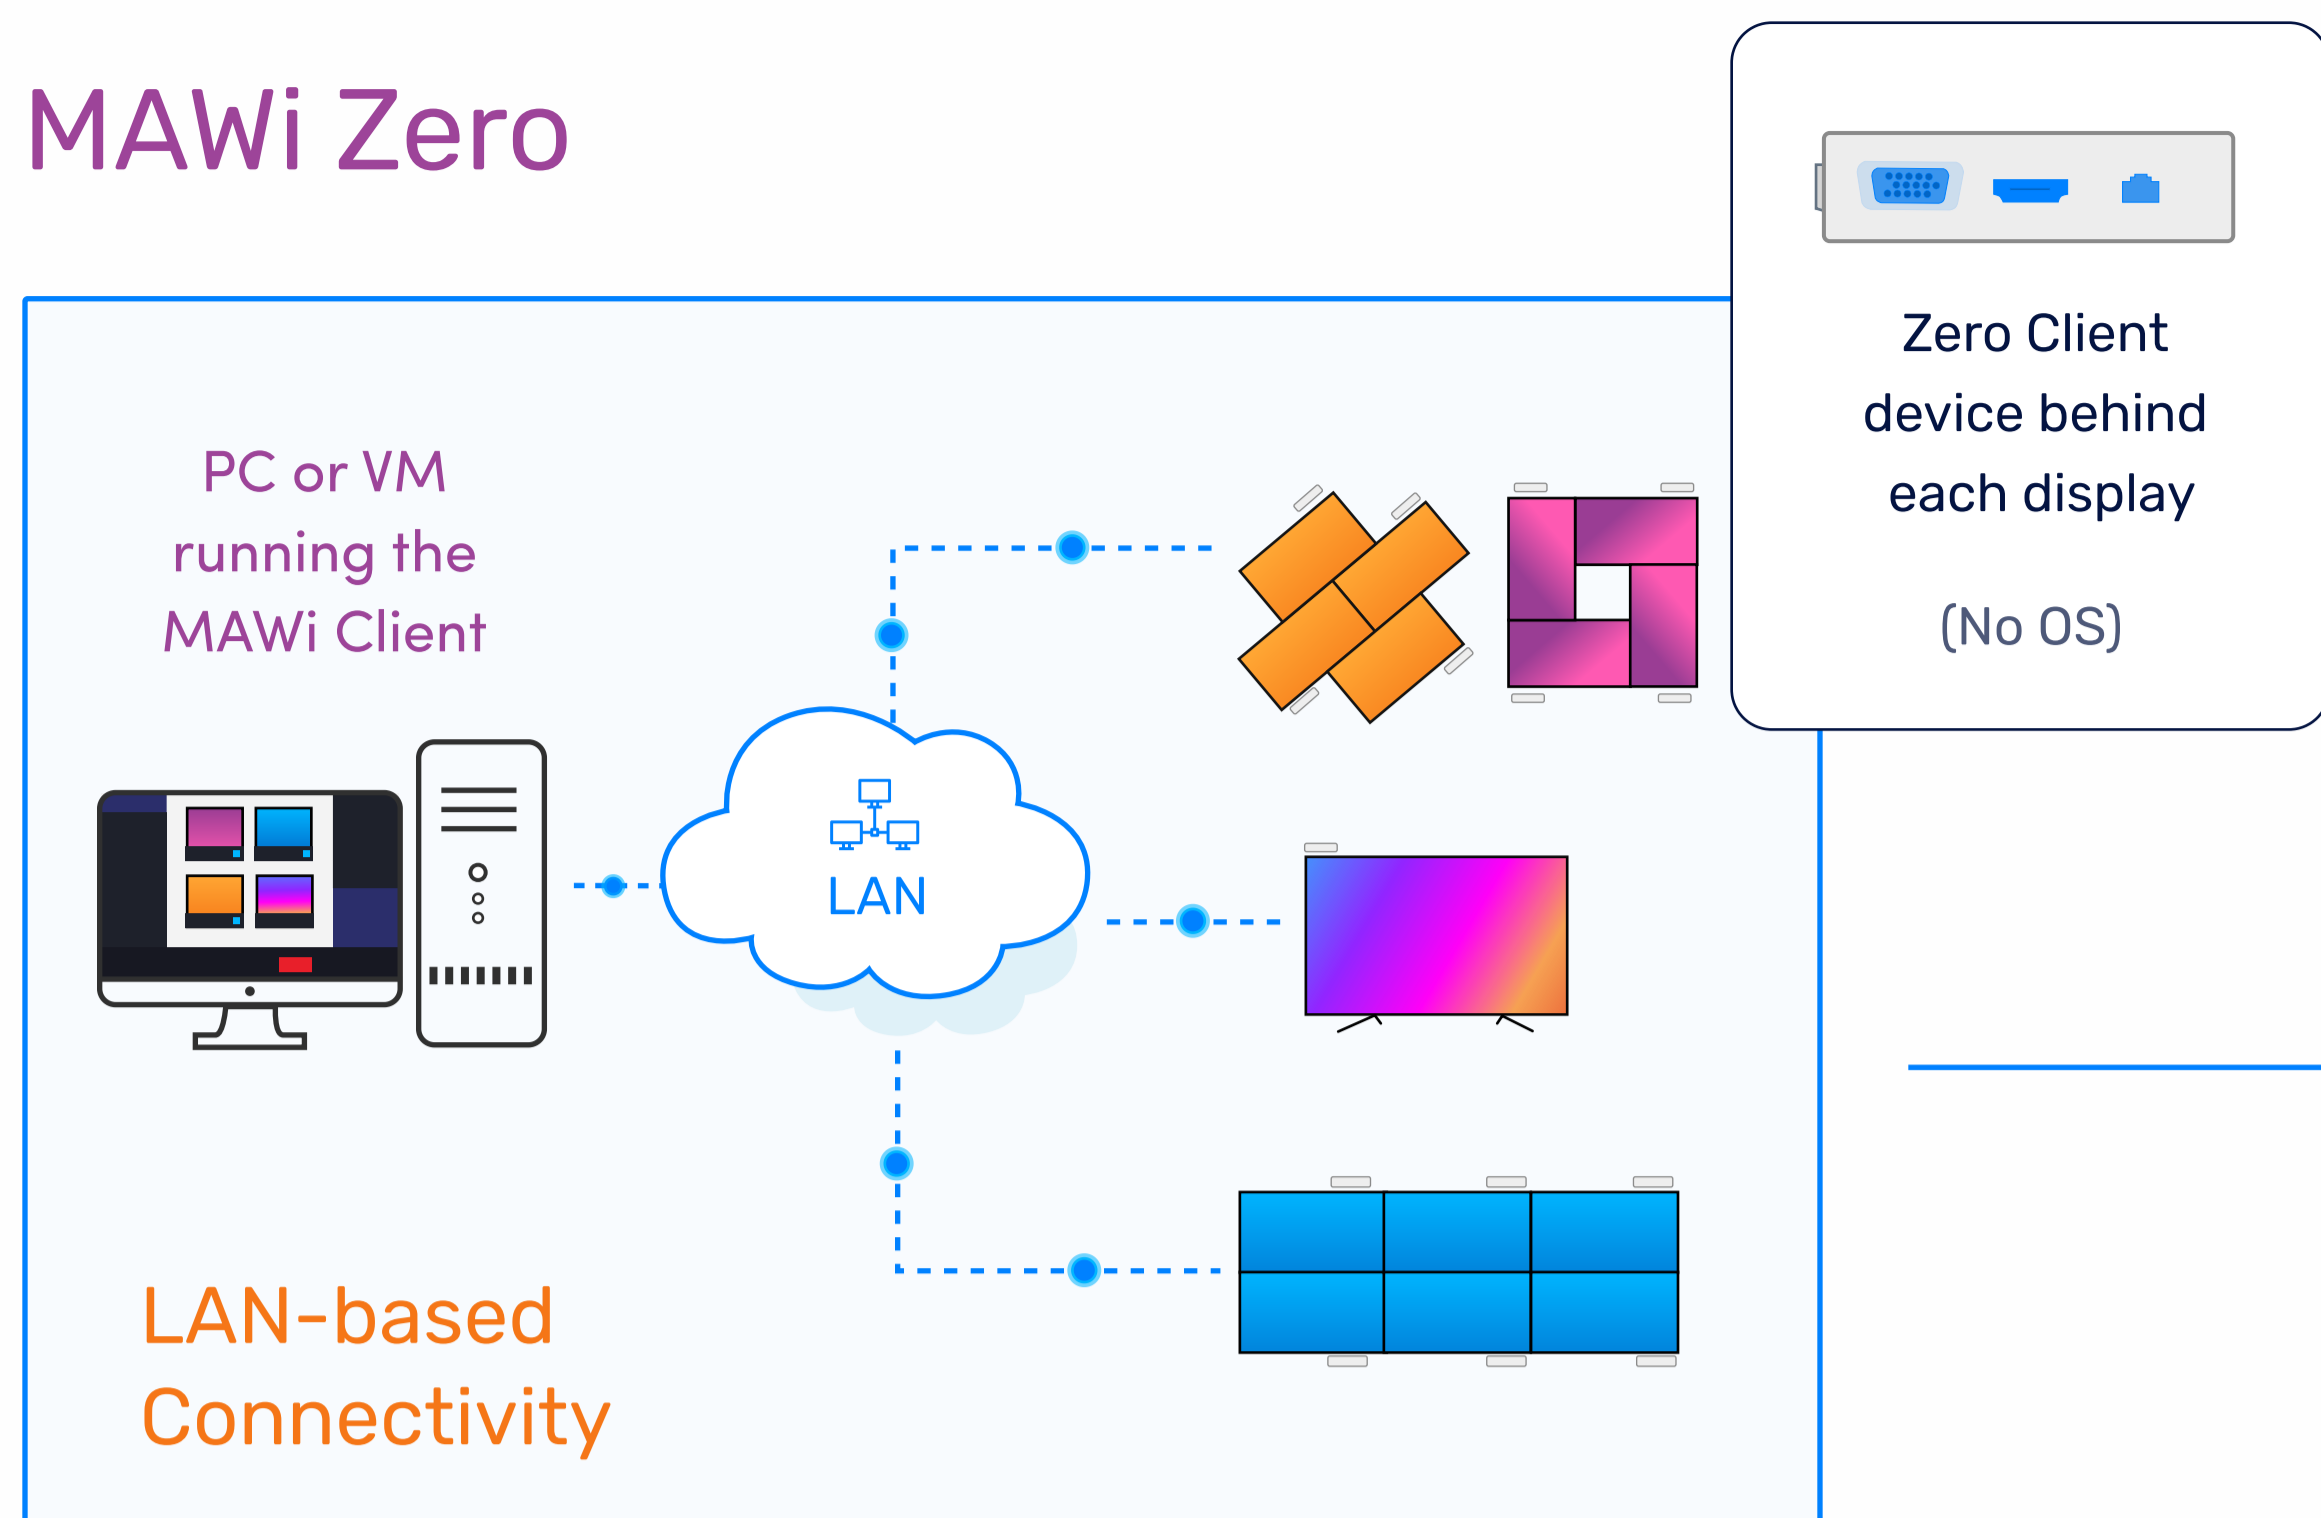 MAWi Zero
Zero Client
device behind
each display
(No OS)
PC or VM
running the
MAWi Client
LAN
LAN-based
Connectivity